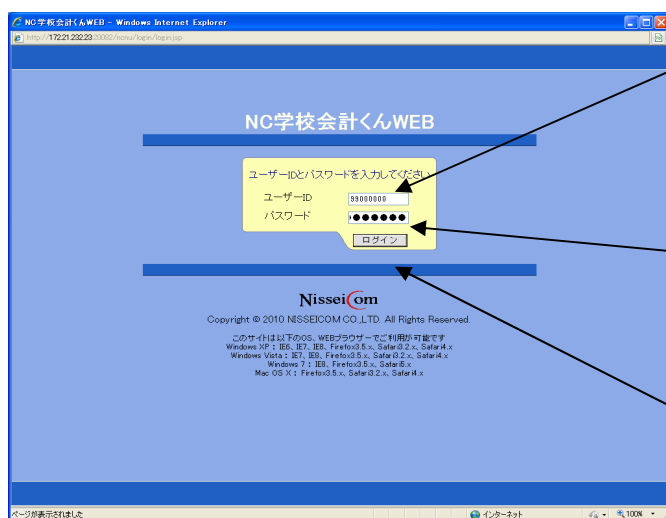 NC学校会計くんWEB - Windows Internet Explorer
http://172.21.232.23:20082/ncnu/login/login.jsp
NC学校会計くんWEB
ユーザーIDとパスワードを入力してください
ユーザーID 99000000
パスワード ●●●●●●
ログイン
NisseiCom
Copyright © 2010 NISSEICOM CO.,LTD. All Rights Reserved.
このサイトは以下のOS、WEBブラウザーでご利用が可能です
Windows XP : IE6、IE7、IE8、Firefox3.5.x、Safari3.2.x、Safari4.x
Windows Vista : IE7、IE8、Firefox3.5.x、Safari3.2.x、Safari4.x
Windows 7 : IE8、Firefox3.5.x、Safari5.x
Mac OS X : Firefox3.5.x、Safari3.2.x、Safari4.x
ページが表示されました インターネット 100%